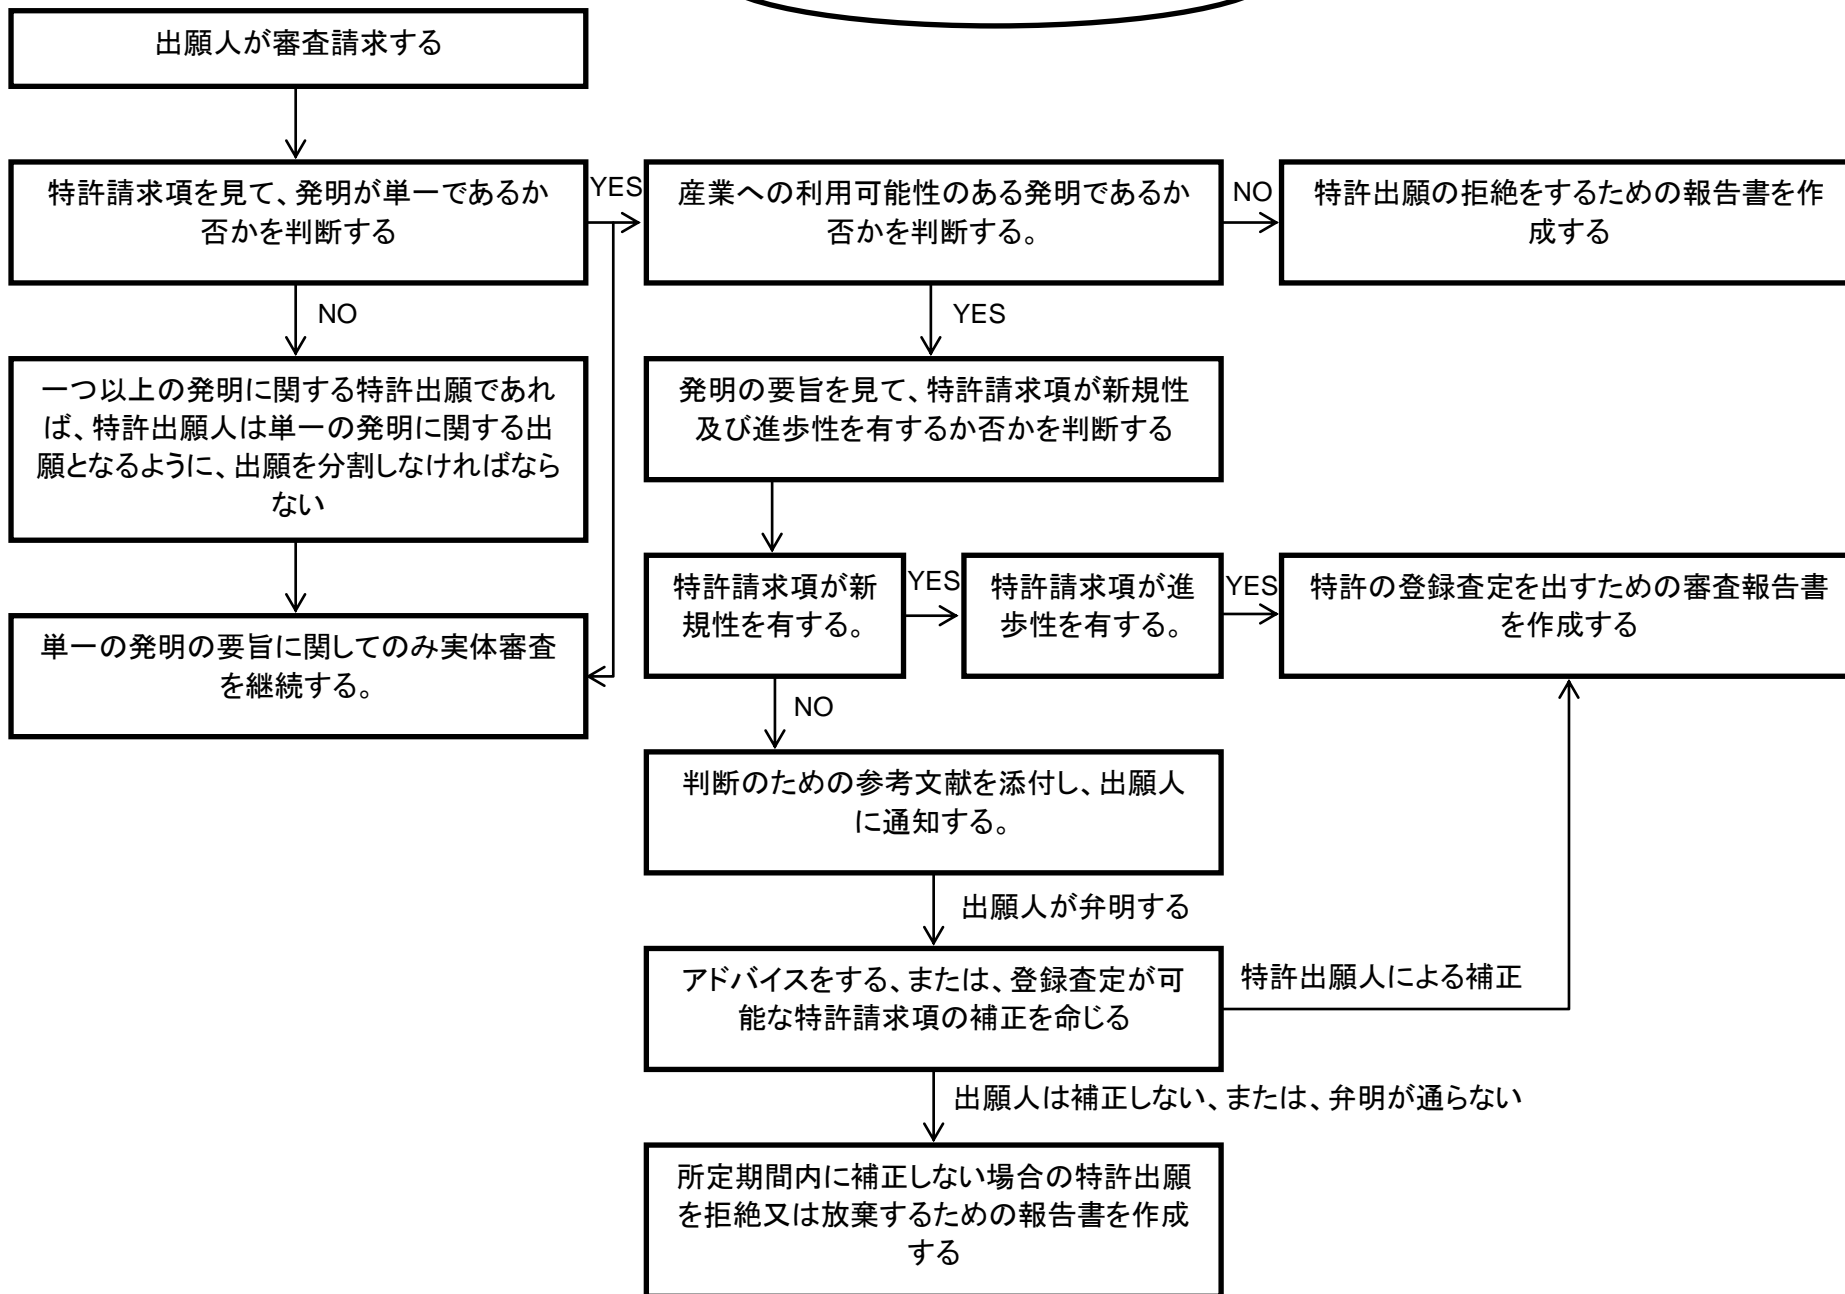 出願人が審査請求する
特許請求項を見て、発明が単一であるか
否かを判断する
YES
産業への利用可能性のある発明であるか
否かを判断する。
NO
特許出願の拒絶をするための報告書を作
成する
NO
YES
一つ以上の発明に関する特許出願であれ
ば、特許出願人は単一の発明に関する出
願となるように、出願を分割しなければなら
ない
発明の要旨を見て、特許請求項が新規性
及び進歩性を有するか否かを判断する
単一の発明の要旨に関してのみ実体審査
を継続する。
特許請求項が新
規性を有する。
YES
特許請求項が進
歩性を有する。
YES
特許の登録査定を出すための審査報告書
を作成する
NO
判断のための参考文献を添付し、出願人
に通知する。
出願人が弁明する
アドバイスをする、または、登録査定が可
能な特許請求項の補正を命じる
特許出願人による補正
出願人は補正しない、または、弁明が通らない
所定期間内に補正しない場合の特許出願
を拒絶又は放棄するための報告書を作成
する